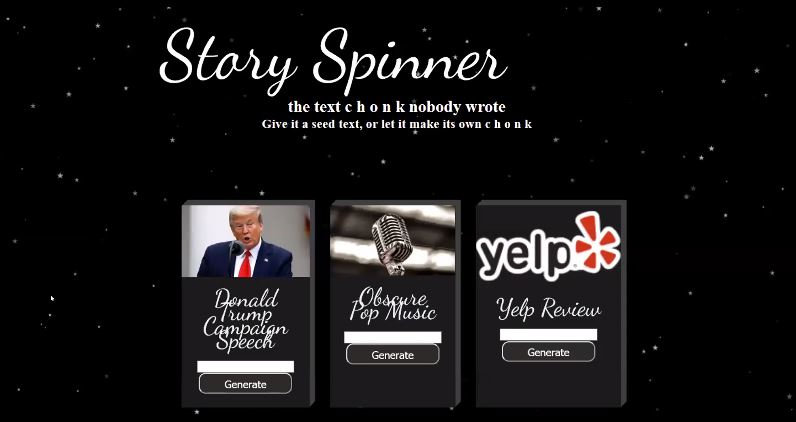 Story Spinner
the text c h o n k nobody wrote
Give it a seed text, or let it make its own c h o n k
yelp
Donald
Trump
Campaign
Speech
Generate
Obscure
Pop Music
Generate
Yelp Review
Generate